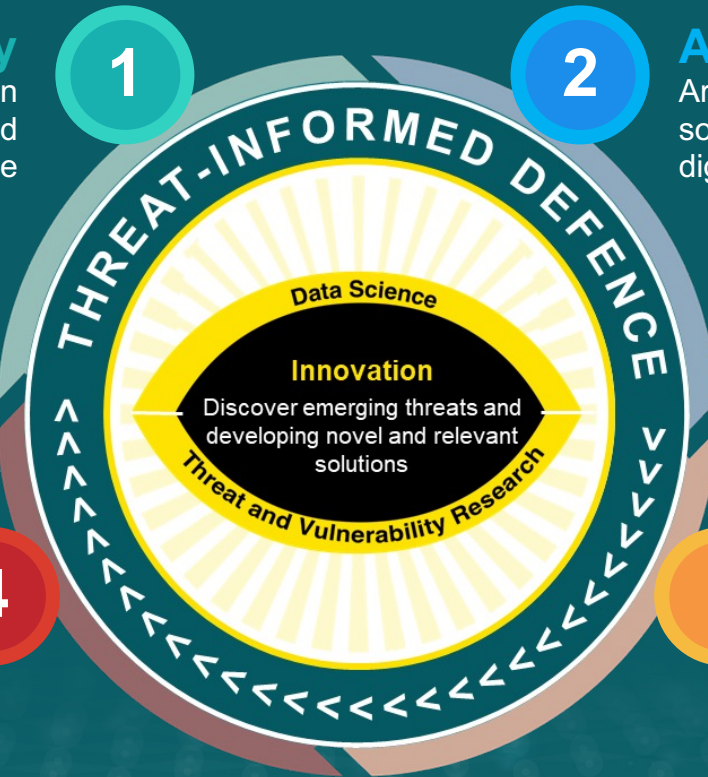 1
2
THREAT-INFORMED DEFENCE
Data Science
Innovation
Discover emerging threats and
developing novel and relevant
solutions
Threat and Vulnerability Research
4